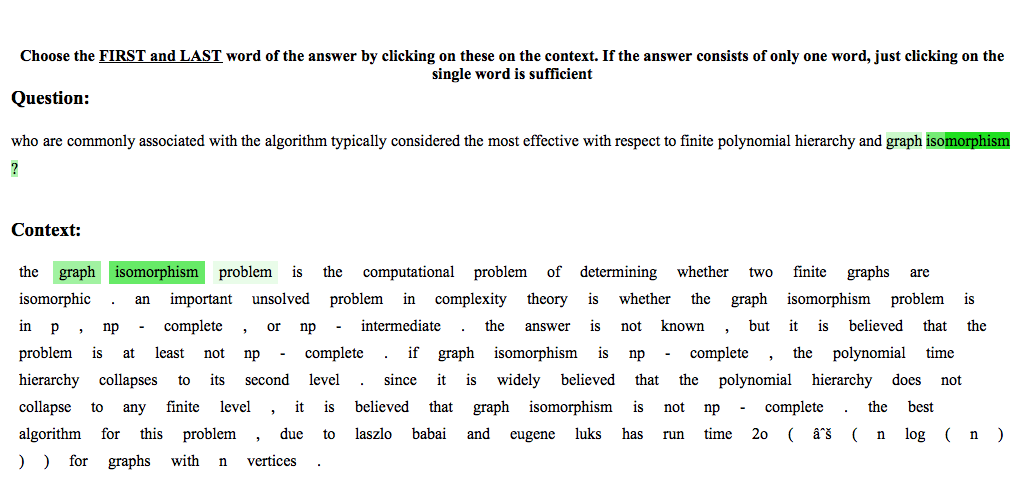 Choose the FIRST and LAST word of the answer by clicking on these on the context. If the answer consists of only one word, just clicking on the
single word is sufficient
Question:
who are commonly associated with the algorithm typically considered the most effective with respect to finite polynomial hierarchy and graph isomorphism
?
Context:
the graph isomorphism problem is the computational problem of determining whether two finite graphs are
isomorphic . an important unsolved problem in complexity theory is whether the graph isomorphism problem is
in p , np - complete , or np - intermediate . the answer is not known , but it is believed that the
problem is at least not np - complete . if graph isomorphism is np - complete , the polynomial time
hierarchy collapses to its second level . since it is widely believed that the polynomial hierarchy does not
collapse to any finite level , it is believed that graph isomorphism is not np - complete . the best
algorithm for this problem , due to laszlo babai and eugene luks has run time 2o ( âˆš ( n log ( n )
) ) for graphs with n vertices .